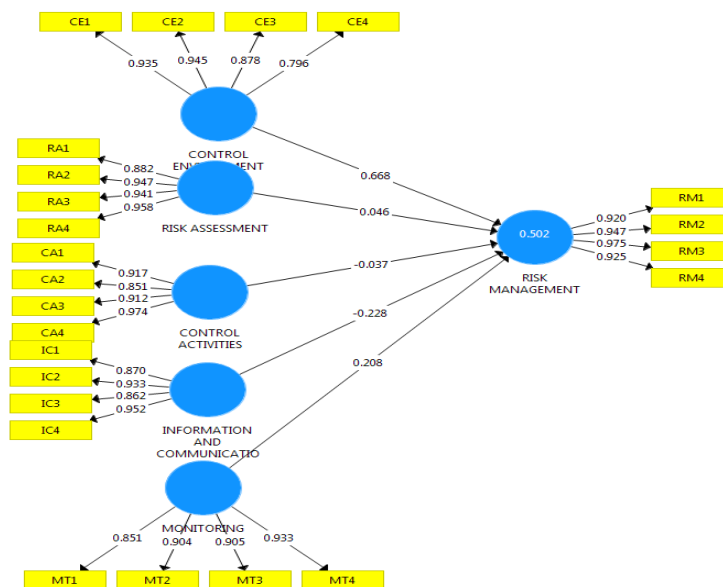 CE1
CE2
CE3
CE4
0.935
0.945
0.878
0.796
CONTROL
ENVIRONMENT
RA1
RA2
RA3
RA4
0.882
0.947
0.941
0.958
RISK ASSESSMENT
CA1
CA2
CA3
CA4
0.917
0.851
0.912
0.974
CONTROL
ACTIVITIES
IC1
IC2
IC3
IC4
0.870
0.933
0.862
0.952
INFORMATION
AND
COMMUNICATIO
MONITORING
0.851
0.904
0.905
0.933
MT1
MT2
MT3
MT4
0.668
0.046
-0.037
-0.228
0.208
0.502
RISK
MANAGEMENT
0.920
0.947
0.975
0.925
RM1
RM2
RM3
RM4